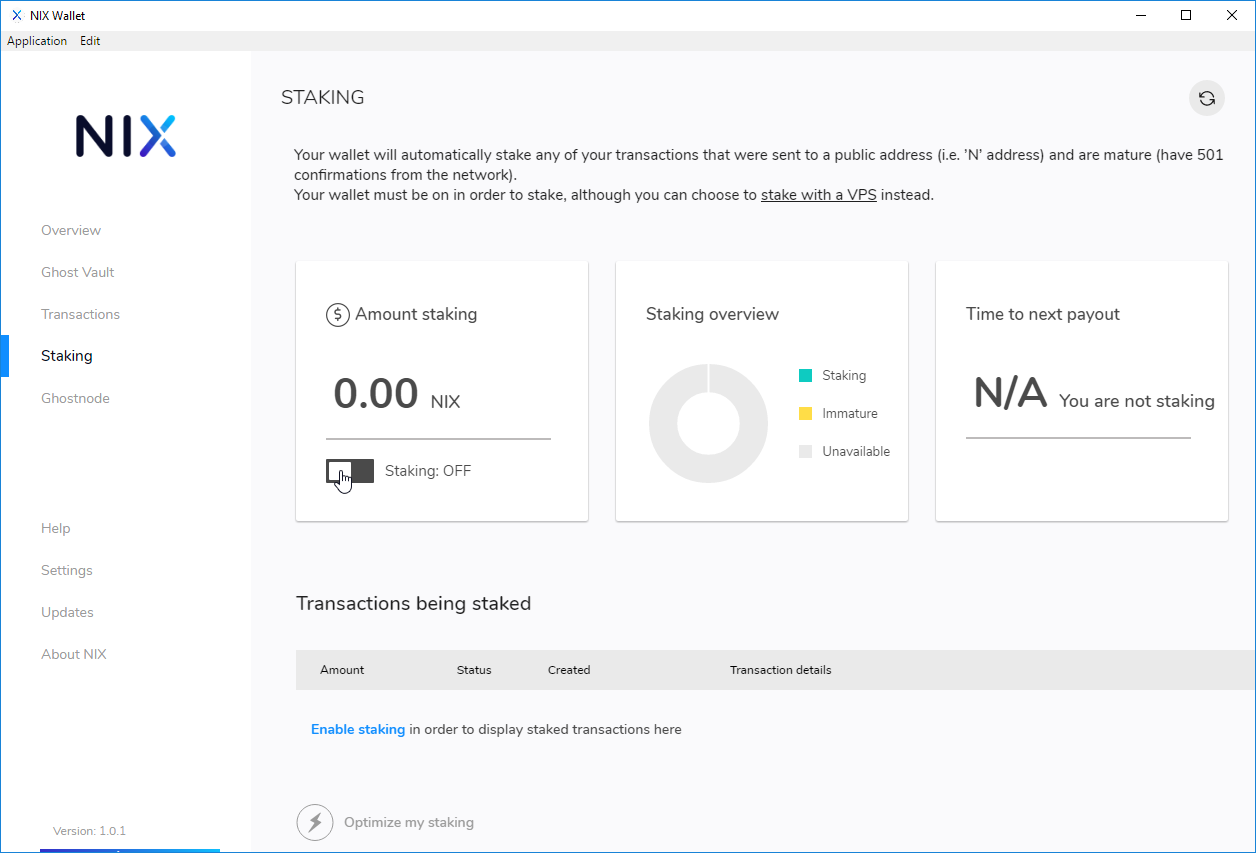 NIX Wallet
Application Edit
NIX
Overview
Ghost Vault
Transactions
Staking
Ghostnode
Help
Settings
Updates
About NIX
Version: 1.0.1
STAKING
Your wallet will automatically stake any of your transactions that were sent to a public address (i.e. 'N' address) and are mature (have 501
confirmations from the network).
Your wallet must be on in order to stake, although you can choose to stake with a VPS instead.
$ Amount staking
0.00 NIX
Staking: OFF
Staking overview
Staking
Immature
Unavailable
Time to next payout
N/A You are not staking
Transactions being staked
Amount Status Created Transaction details
Enable staking in order to display staked transactions here
Optimize my staking